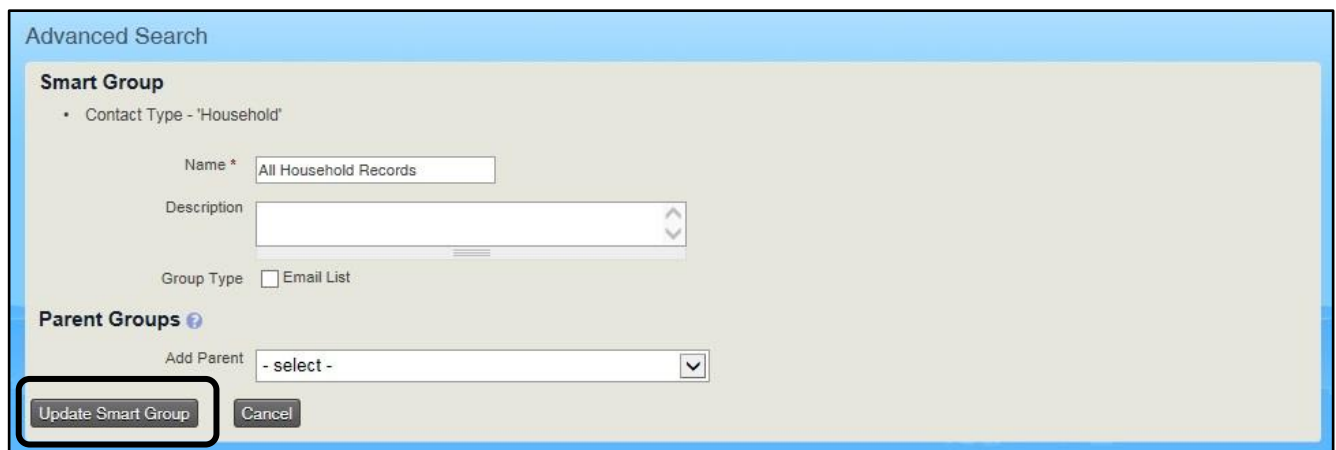 Advanced Search
Smart Group
• Contact Type - 'Household'
Name * All Household Records
Description
Group Type Email List
Parent Groups ?
Add Parent - select -
Update Smart Group Cancel